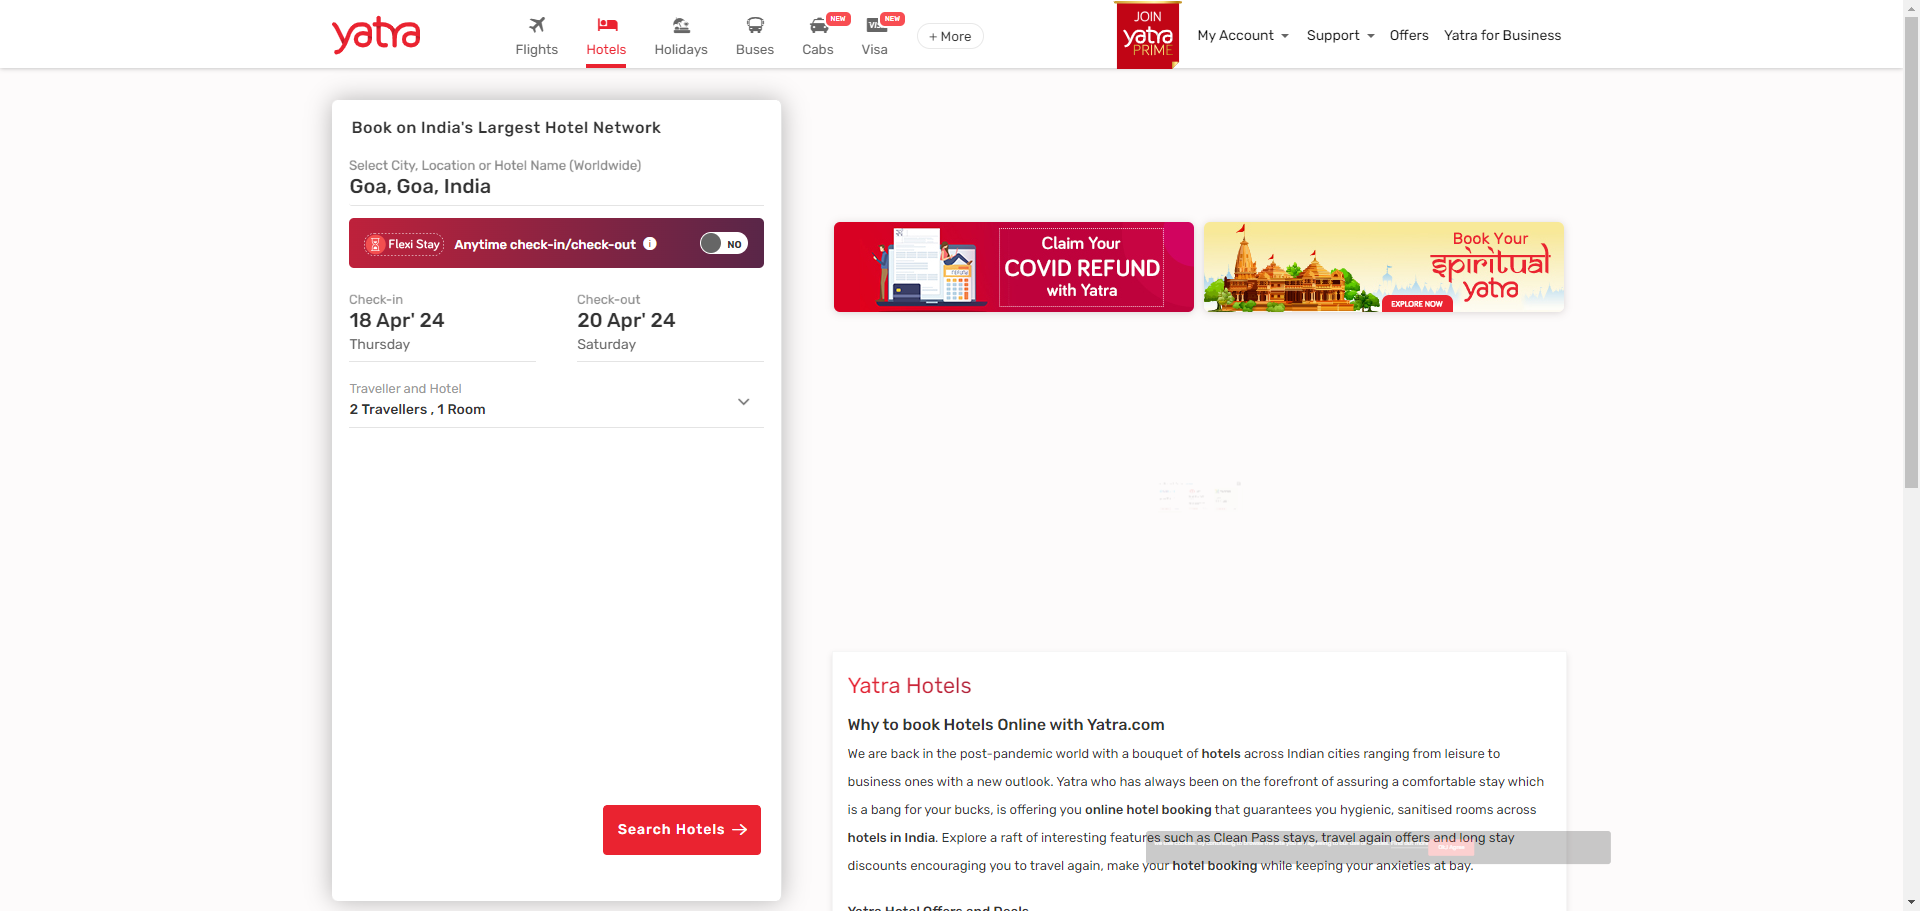 yatra
Flights
Hotels
Holidays
Buses
NEW
Cabs
NEW
VISA
Visa
+ More
JOIN
yatra
PRIME
My Account
Support
Offers
Yatra for Business
Book on India's Largest Hotel Network
Select City, Location or Hotel Name (Worldwide)
Goa, Goa, India
Flexi Stay
Anytime check-in/check-out
i
NO
Check-in
18 Apr' 24
Thursday
Check-out
20 Apr' 24
Saturday
Traveller and Hotel
2 Travellers , 1 Room
Search Hotels
Claim Your
COVID REFUND
with Yatra
Book Your
spiritual
yatra
EXPLORE NOW
Yatra Hotels
Why to book Hotels Online with Yatra.com
We are back in the post-pandemic world with a bouquet of hotels across Indian cities ranging from leisure to
business ones with a new outlook. Yatra who has always been on the forefront of assuring a comfortable stay which
is a bang for your bucks, is offering you online hotel booking that guarantees you hygienic, sanitised rooms across
hotels in India. Explore a raft of interesting features such as Clean Pass stays, travel again offers and long stay
discounts encouraging you to travel again, make your hotel booking while keeping your anxieties at bay.
Yatra Hotel Offers and Deals